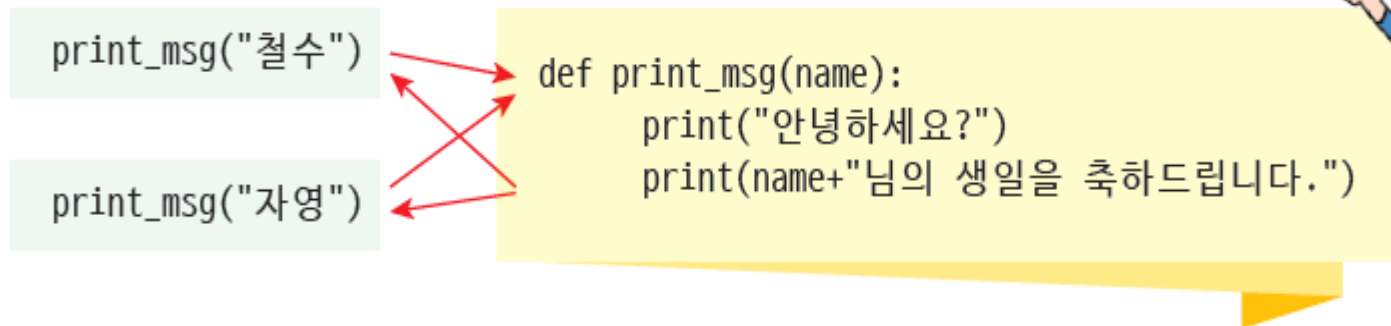 print_msg("철수")
print_msg("자영")
def print_msg(name):
    print("안녕하세요?")
    print(name+"님의 생일을 축하드립니다.")